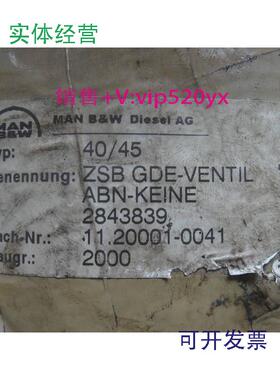 实体经营
销售+V:vip520yx
MAN
B&W
MAN B&W Diesel AG
yp: 40/45
enennung: ZSB GDE-VENTIL
ABN-KEINE
2843839
ach-Nr.: 11.20001-0041
augr.: 2000
可开发票